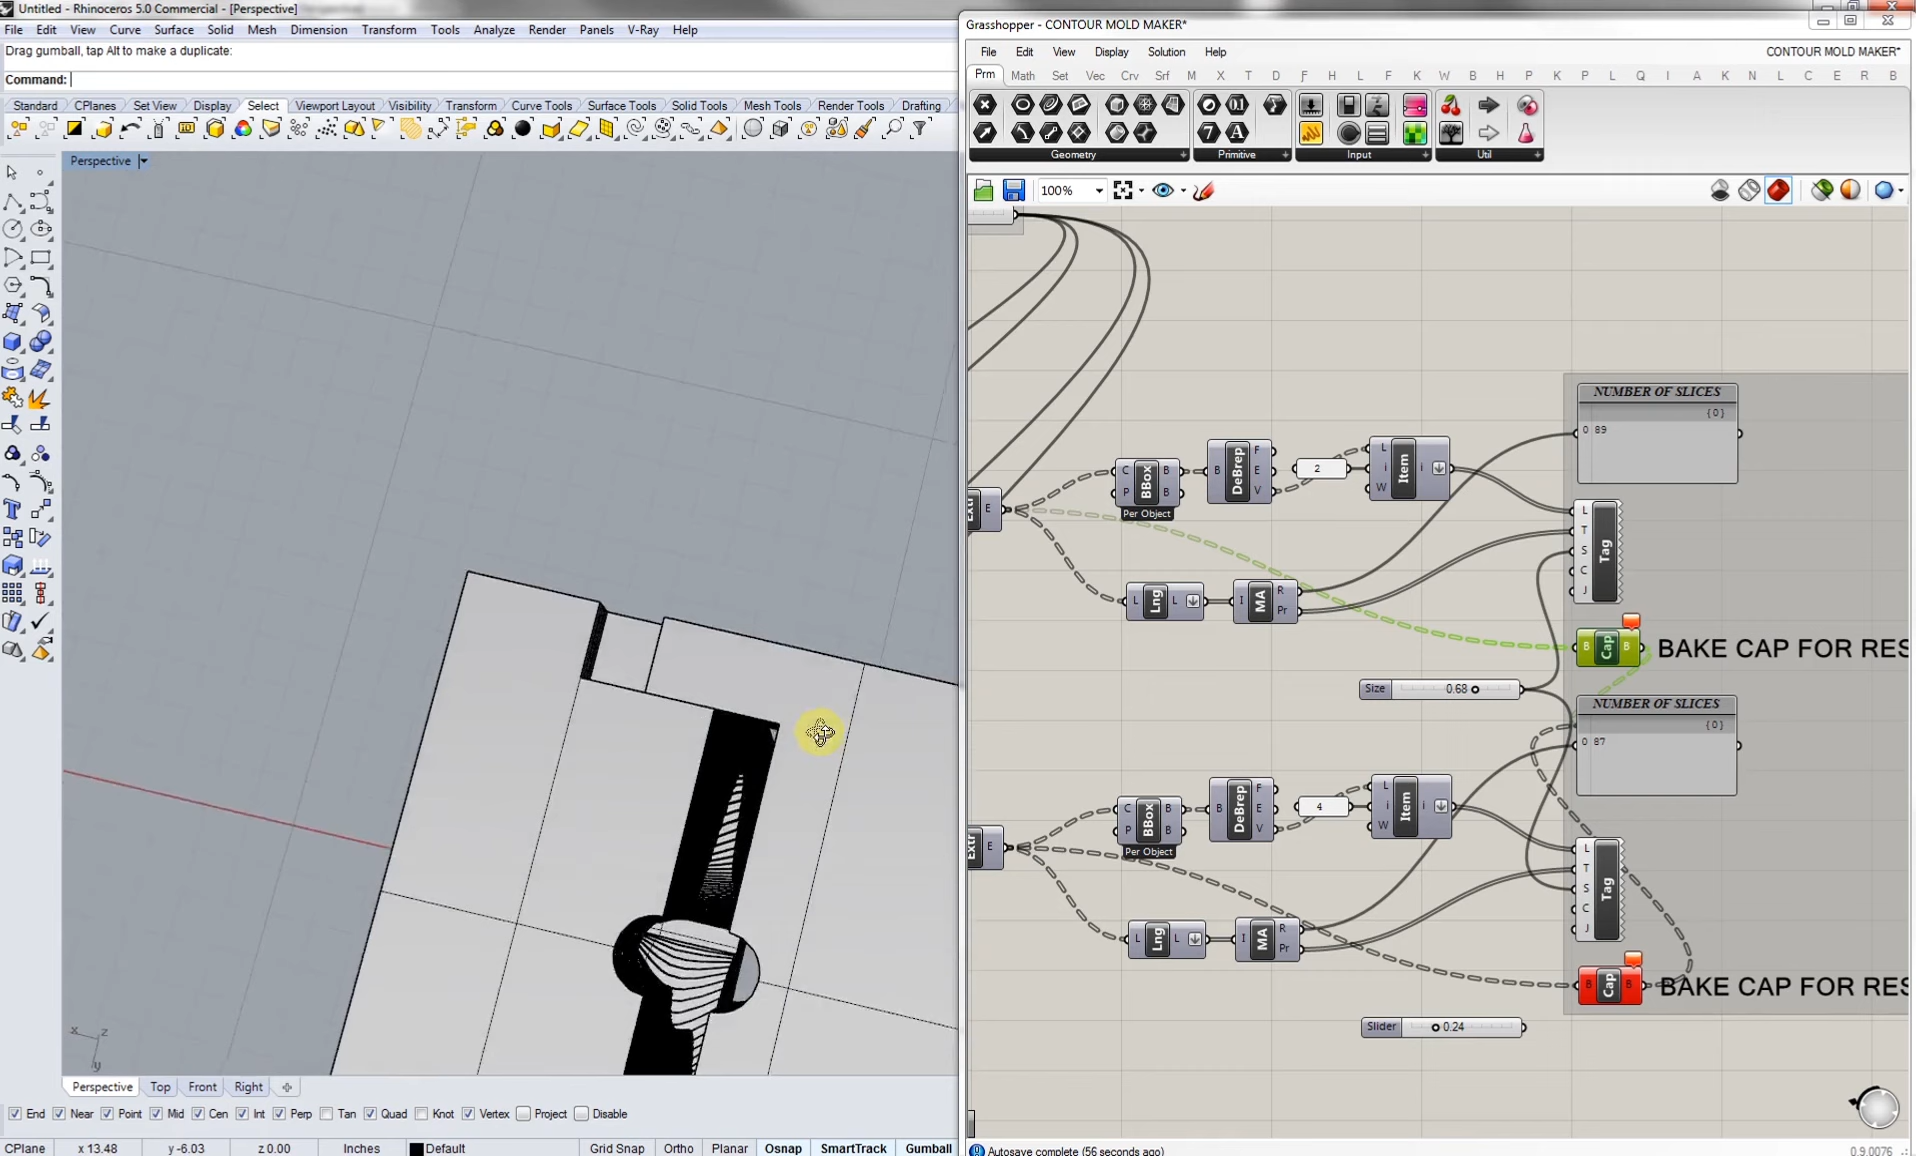 Untitled - Rhinoceros 5.0 Commercial - [Perspective]
File Edit View Curve Surface Solid Mesh Dimension Transform Tools Analyze Render Panels V-Ray Help
Drag gumball, tap Alt to make a duplicate:
Command:
Standard CPlanes Set View Display Select Viewport Layout Visibility Transform Curve Tools Surface Tools Solid Tools Mesh Tools Render Tools Drafting
Perspective
x z
y
Perspective Top Front Right
End Near Point Mid Cen Int Perp Tan Quad Knot Vertex Project Disable
CPlane x 13.48 y -6.03 z 0.00 Inches Default Grid Snap Ortho Planar Osnap SmartTrack Gumball
Grasshopper - CONTOUR MOLD MAKER*
File Edit View Display Solution Help CONTOUR MOLD MAKER*
Prm Math Set Vec Crv Srf M X T D F H L F K W B H P K P L Q I A K N L C E R B
Geometry Primitive Input Util
100%
NUMBER OF SLICES
{0}
0 89
C P BBox B B
Per Object
B DeBrep F E V
2
L i W Item i
Extr E
L T S C J Tag
L Lng L
I MA R Pr
B Cap B
BAKE CAP FOR RES
Size 0.68
NUMBER OF SLICES
{0}
0 87
C P BBox B B
Per Object
B DeBrep F E V
4
L i W Item i
Extr E
L T S C J Tag
L Lng L
I MA R Pr
B Cap B
BAKE CAP FOR RES
Slider 0.24
Autosave complete (56 seconds ago)
0.9.0076